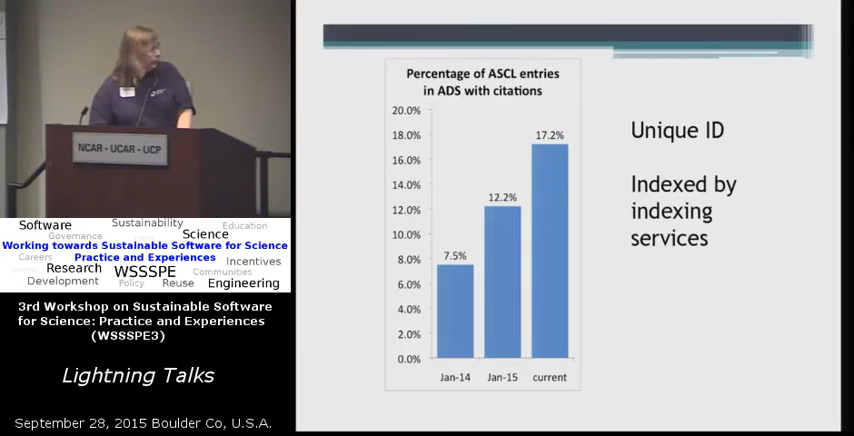 NCAR - UCAR - UCP
Software
Sustainability
Education
Governance
Science
Working towards Sustainable Software for Science
Practice and Experiences
Careers
Incentives
Research
WSSSPE
Communities
Development
Policy
Reuse
Engineering
3rd Workshop on Sustainable Software
for Science: Practice and Experiences
(WSSSPE3)
Lightning Talks
September 28, 2015 Boulder Co, U.S.A.
Percentage of ASCL entries
in ADS with citations
20.0%
18.0%
16.0%
14.0%
12.0%
10.0%
8.0%
6.0%
4.0%
2.0%
0.0%
7.5%
12.2%
17.2%
Jan-14
Jan-15
current
Unique ID
Indexed by
indexing
services